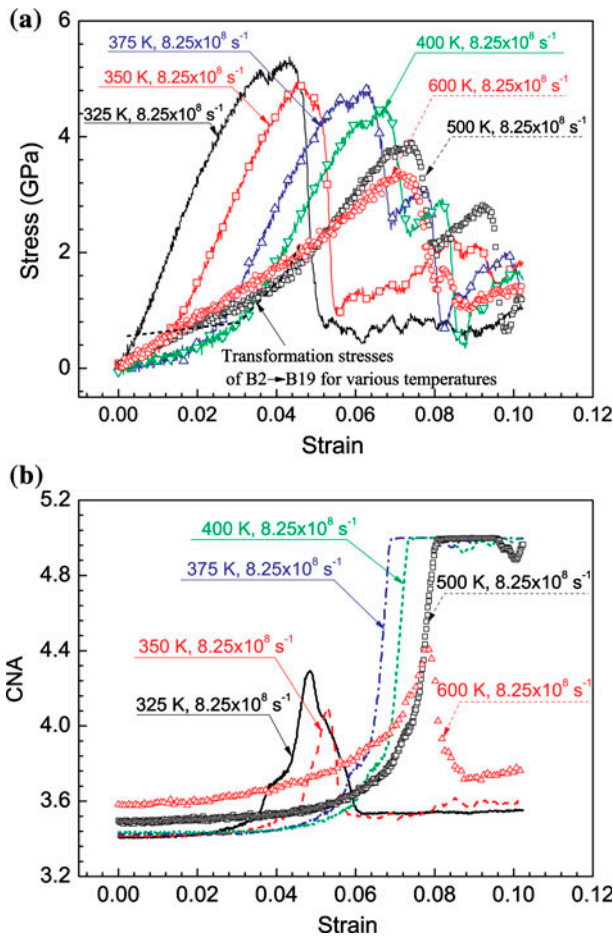 (a)
6
4
2
0
Stress (GPa)
375 K, 8.25x10⁸ s⁻¹
400 K, 8.25x10⁸ s⁻¹
350 K, 8.25x10⁸ s⁻¹
600 K, 8.25x10⁸ s⁻¹
325 K, 8.25x10⁸ s⁻¹
500 K, 8.25x10⁸ s⁻¹
Transformation stresses
of B2→B19 for various temperatures
0.00 0.02 0.04 0.06 0.08 0.10 0.12
Strain
(b)
5.2
4.8
4.4
4.0
3.6
3.2
CNA
400 K, 8.25x10⁸ s⁻¹
375 K, 8.25x10⁸ s⁻¹
500 K, 8.25x10⁸ s⁻¹
350 K, 8.25x10⁸ s⁻¹
325 K, 8.25x10⁸ s⁻¹
600 K, 8.25x10⁸ s⁻¹
0.00 0.02 0.04 0.06 0.08 0.10 0.12
Strain